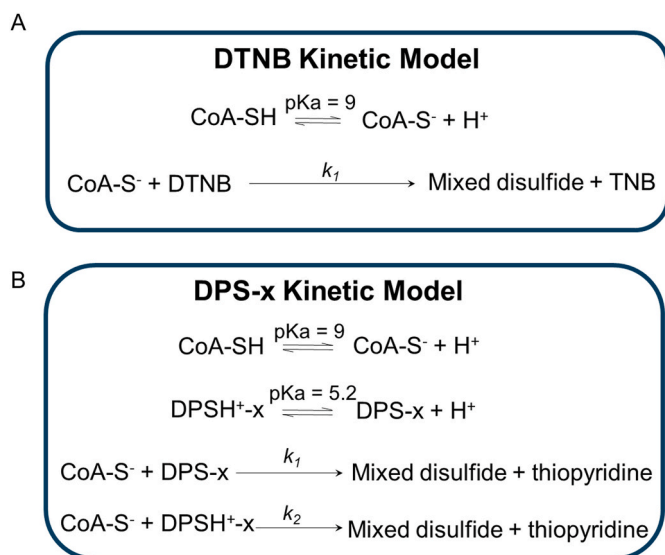 A
DTNB Kinetic Model
pKa = 9
CoA-SH ⇌ CoA-S⁻ + H⁺
k₁
CoA-S⁻ + DTNB → Mixed disulfide + TNB
B
DPS-x Kinetic Model
pKa = 9
CoA-SH ⇌ CoA-S⁻ + H⁺
pKa = 5.2
DPSH⁺-x ⇌ DPS-x + H⁺
k₁
CoA-S⁻ + DPS-x → Mixed disulfide + thiopyridine
k₂
CoA-S⁻ + DPSH⁺-x → Mixed disulfide + thiopyridine